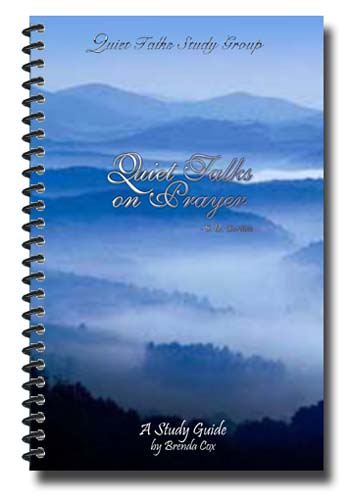 Quiet Talks Study Group
Quiet Talks
on Prayer
A Study Guide
by Brenda Cox